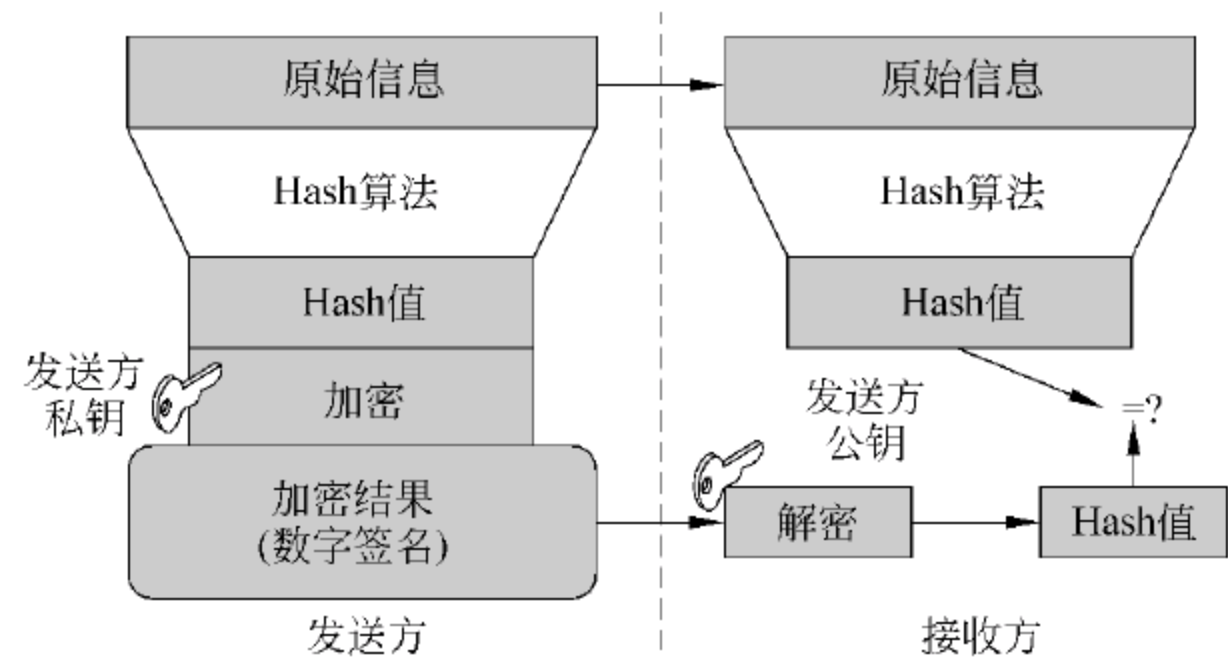 原始信息
Hash算法
Hash值
发送方
私钥
加密
加密结果
(数字签名)
发送方
原始信息
Hash算法
Hash值
发送方
公钥
=?
解密
Hash值
接收方